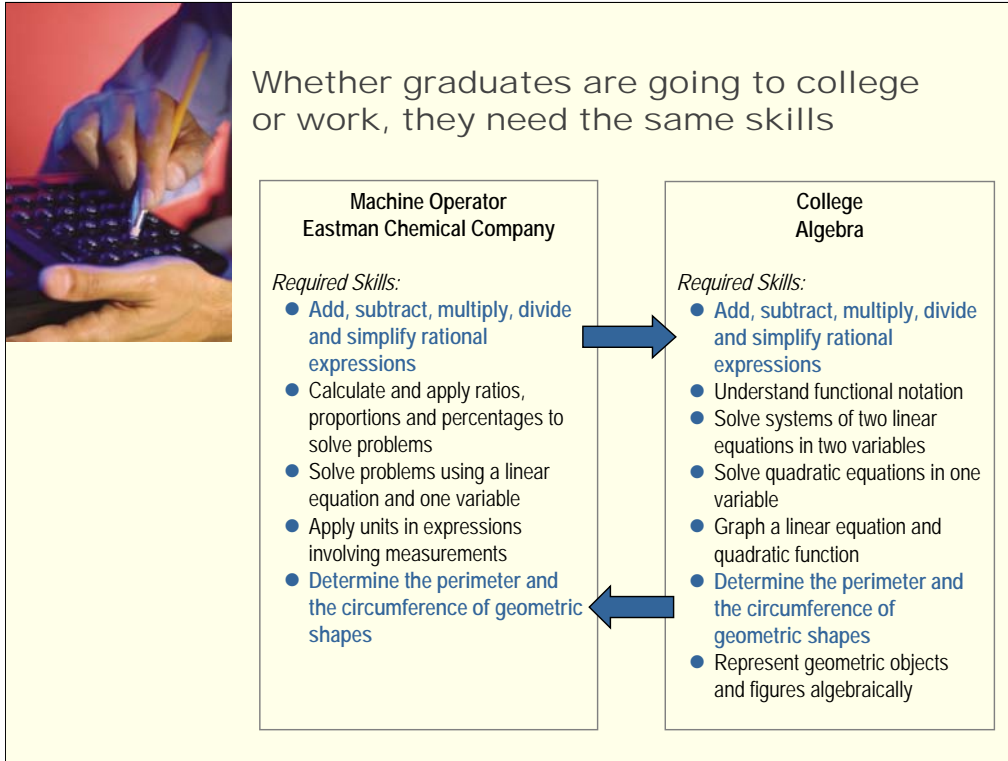 Whether graduates are going to college
or work, they need the same skills
Machine Operator
Eastman Chemical Company
Required Skills:
● Add, subtract, multiply, divide
and simplify rational
expressions
● Calculate and apply ratios,
proportions and percentages to
solve problems
● Solve problems using a linear
equation and one variable
● Apply units in expressions
involving measurements
● Determine the perimeter and
the circumference of geometric
shapes
College
Algebra
Required Skills:
● Add, subtract, multiply, divide
and simplify rational
expressions
● Understand functional notation
● Solve systems of two linear
equations in two variables
● Solve quadratic equations in one
variable
● Graph a linear equation and
quadratic function
● Determine the perimeter and
the circumference of
geometric shapes
● Represent geometric objects
and figures algebraically